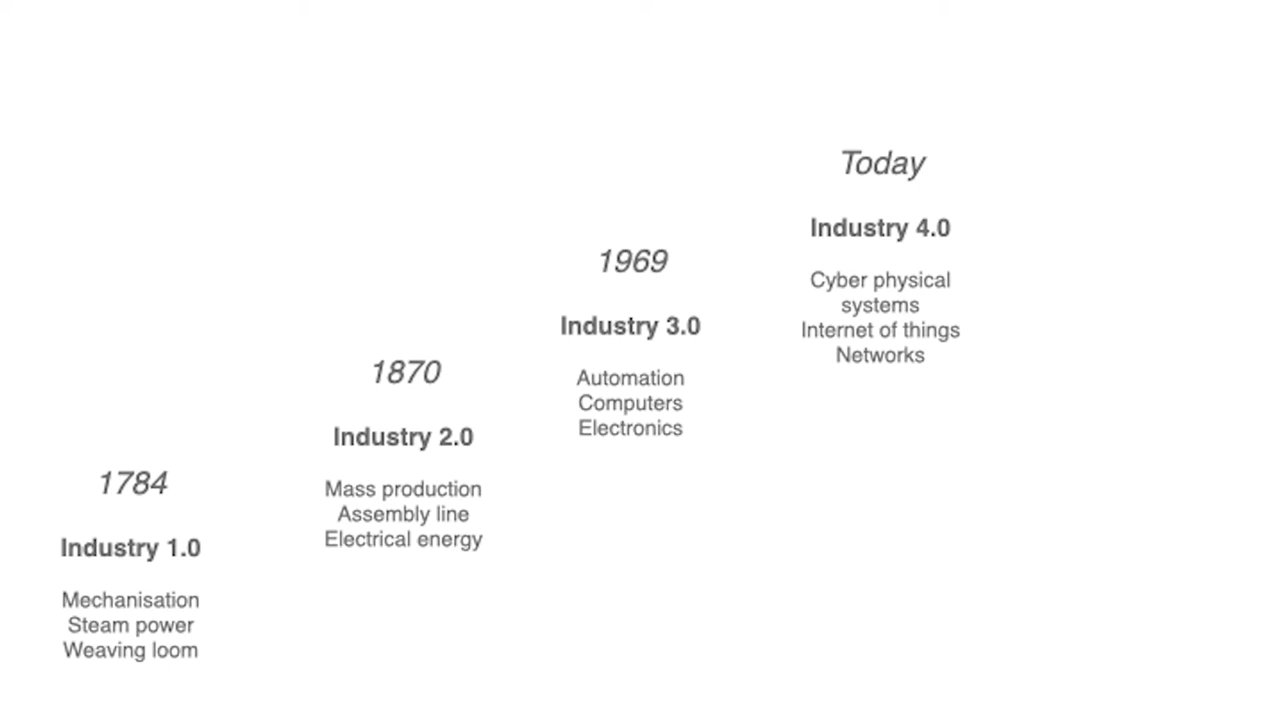 1784
Industry 1.0
Mechanisation
Steam power
Weaving loom
1870
Industry 2.0
Mass production
Assembly line
Electrical energy
1969
Industry 3.0
Automation
Computers
Electronics
Today
Industry 4.0
Cyber physical
systems
Internet of things
Networks